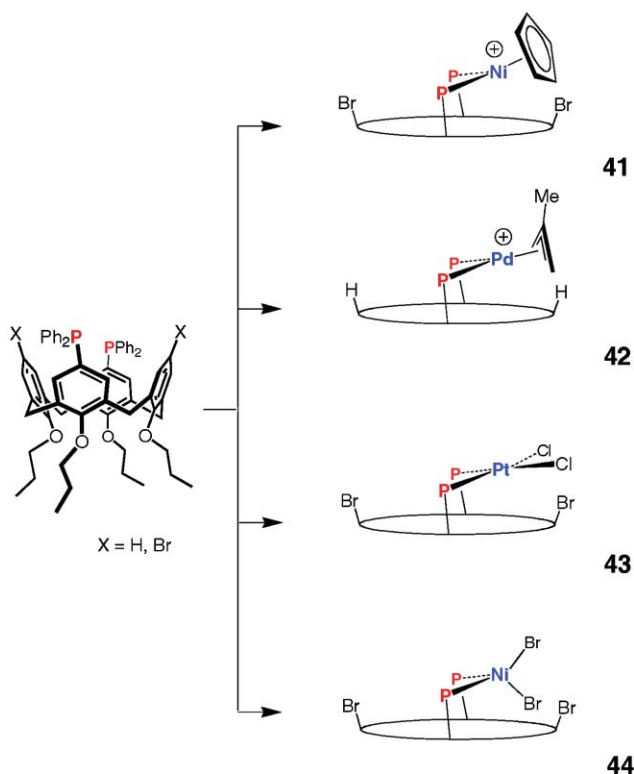 ⊕
Ni
P
P
Br
Br
41
Me
⊕
Pd
P
P
H
H
42
X
Ph₂P
PPh₂
X
O
O
O
O
X = H, Br
Cl
Cl
Pt
P
P
Br
Br
43
Br
Ni
Br
P
P
Br
Br
44